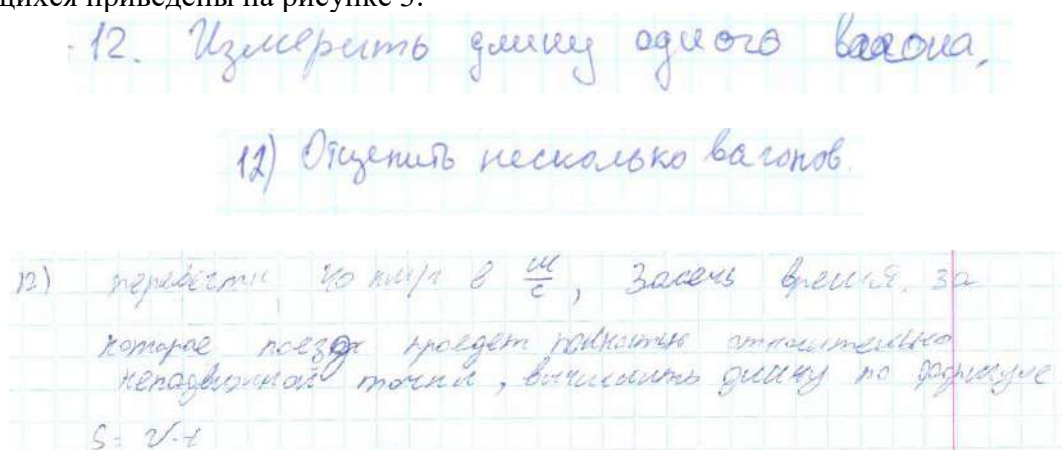 щихся приведены на рисунке 5.
12. Измерить длину одного вагона.
12) Отцепить несколько вагонов.
12) перевести 40 км/ч в м/с, Засечь время, за
которое поезд проедет полностью относительно
неподвижной точки, вычислить длину по формуле
S = v·t